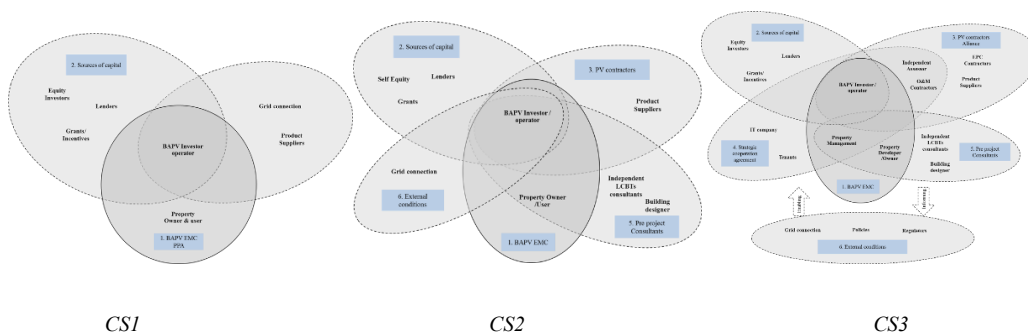 2. Sources of capital
Equity
Investors
Lenders
Grants/
Incentives
Grid connection
Product
Suppliers
BAPV Investor
operator
Property
Owner & user
1. BAPV EMC
PPA
CS1
2. Sources of capital
Self Equity
Lenders
Grants
3. PV contractors
Product
Suppliers
BAPV Investor /
operator
Grid connection
6. External
conditions
Independent
LCBTs
consultants
Building
designer
Property Owner
/User
5. Pre project
Consultants
1. BAPV EMC
CS2
2. Sources of capital
Equity
Investors
Lenders
Grants/Incentives
3. PV contractors
Alliance
EPC
Contractors
Independent
Assessor
O&M
Contractors
Product
Suppliers
BAPV Investor /
operator
IT company
4. Strategic
cooperation
agreement
Tenants
Property
Management
Property
Developer
/Owner
Independent
LCBTs
consultants
Building
designer
5. Pre project
Consultants
1. BAPV EMC
Grid connection
Policies
Regulators
6. External conditions
CS3